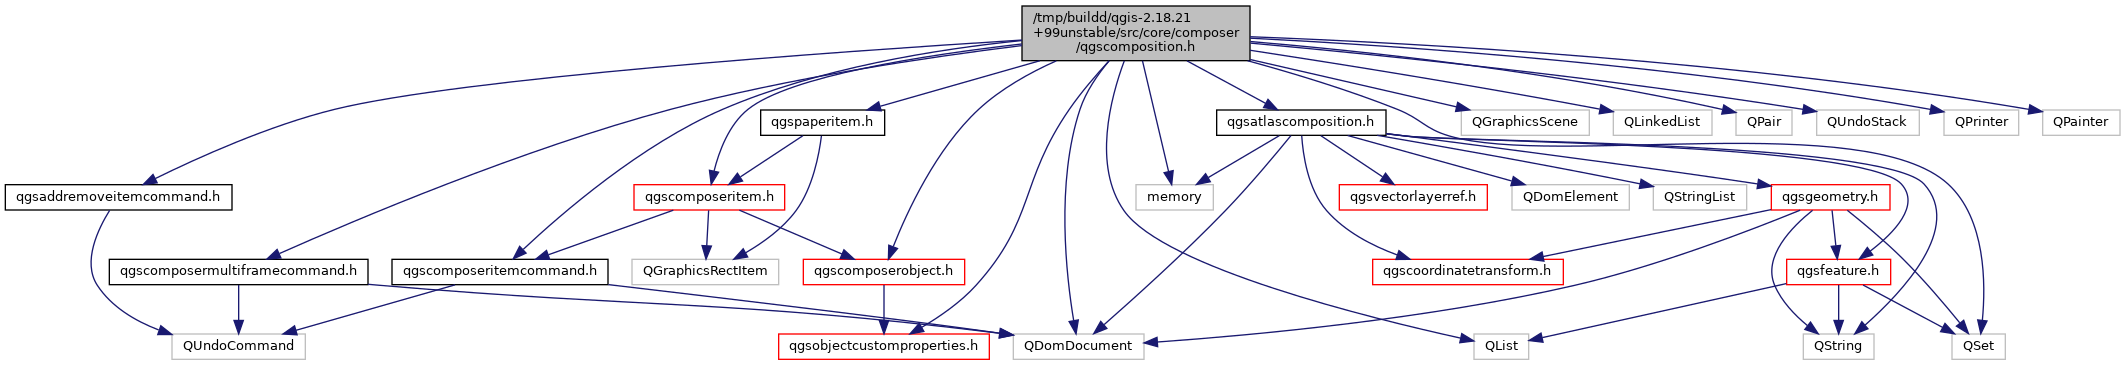 /tmp/buildd/qgis-2.18.21
+99unstable/src/core/composer
/qgscomposition.h
qgspaperitem.h
qgsatlascomposition.h
QGraphicsScene
QLinkedList
QPair
QUndoStack
QPrinter
QPainter
qgsaddremoveitemcommand.h
qgscomposeritem.h
memory
qgsvectorlayerref.h
QDomElement
QStringList
qgsgeometry.h
qgscomposermultiframecommand.h
qgscomposeritemcommand.h
QGraphicsRectItem
qgscomposerobject.h
qgscoordinatetransform.h
qgsfeature.h
QUndoCommand
qgsobjectcustomproperties.h
QDomDocument
QList
QString
QSet